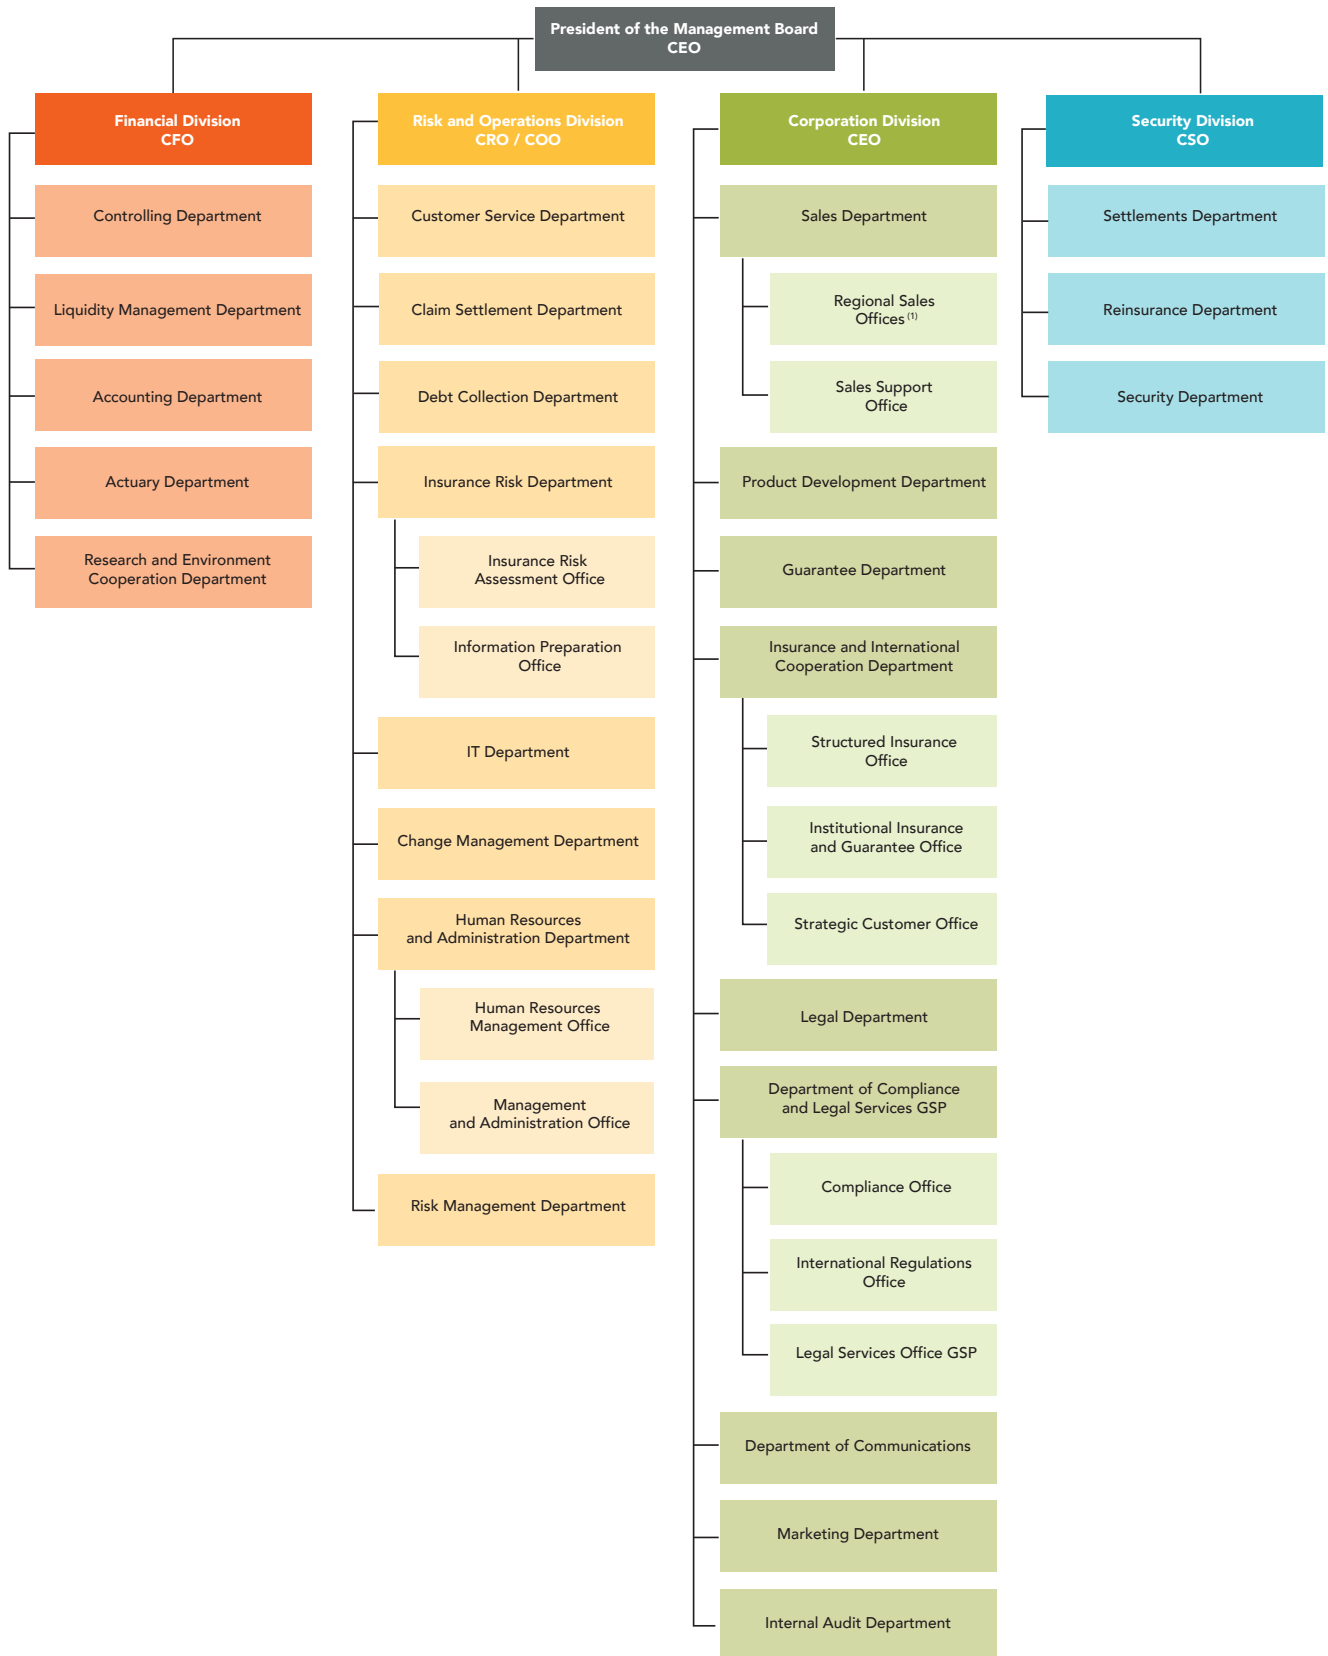 President of the Management Board
CEO
Financial Division
CFO
Controlling Department
Liquidity Management Department
Accounting Department
Actuary Department
Research and Environment
Cooperation Department
Risk and Operations Division
CRO / COO
Customer Service Department
Claim Settlement Department
Debt Collection Department
Insurance Risk Department
Insurance Risk
Assessment Office
Information Preparation
Office
IT Department
Change Management Department
Human Resources
and Administration Department
Human Resources
Management Office
Management
and Administration Office
Risk Management Department
Corporation Division
CEO
Sales Department
Regional Sales
Offices (1)
Sales Support
Office
Product Development Department
Guarantee Department
Insurance and International
Cooperation Department
Structured Insurance
Office
Institutional Insurance
and Guarantee Office
Strategic Customer Office
Legal Department
Department of Compliance
and Legal Services GSP
Compliance Office
International Regulations
Office
Legal Services Office GSP
Department of Communications
Marketing Department
Internal Audit Department
Security Division
CSO
Settlements Department
Reinsurance Department
Security Department